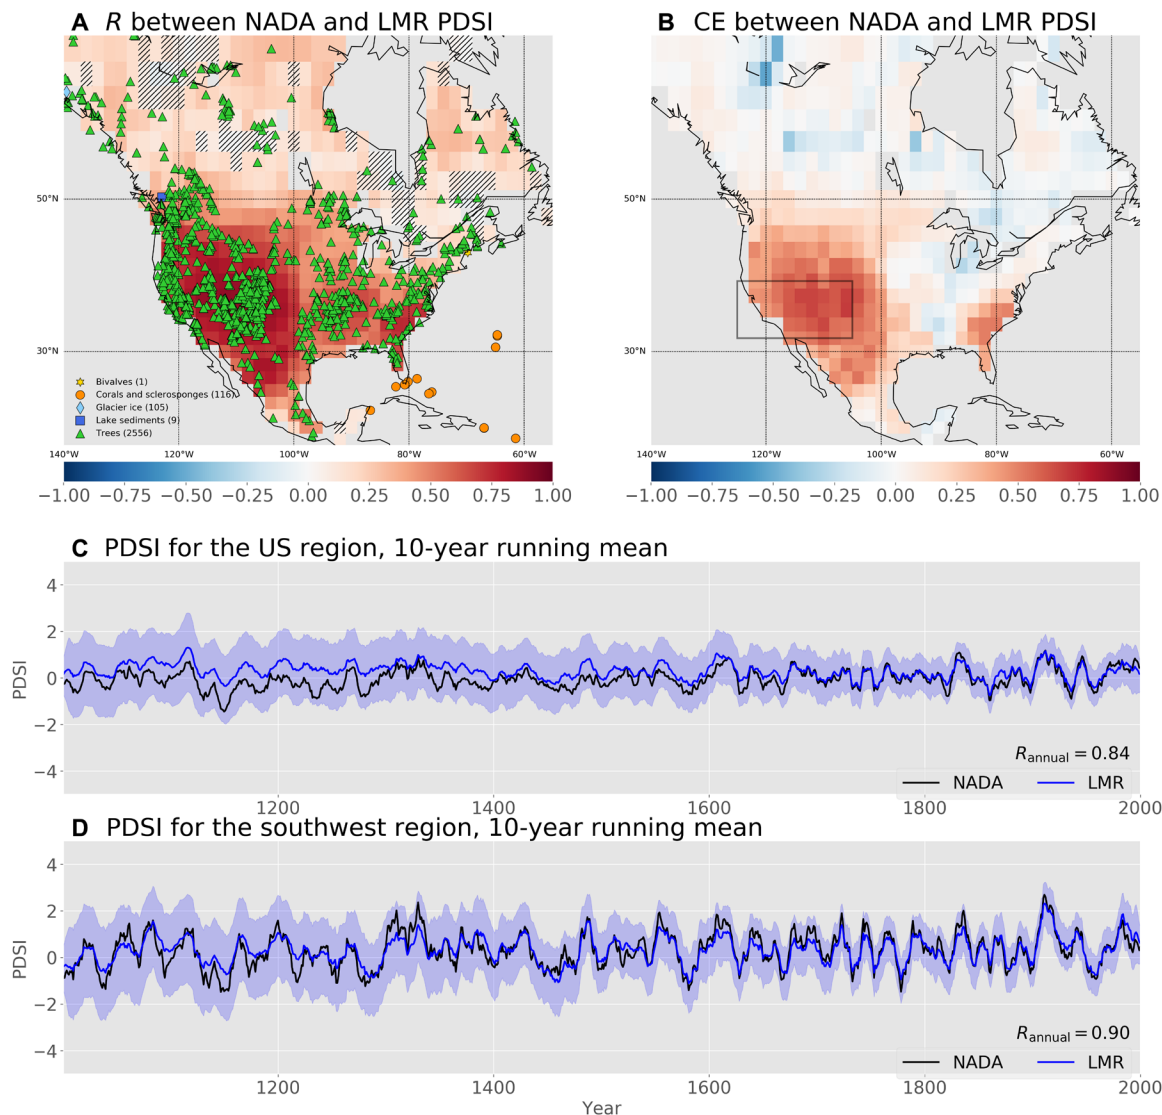 A R between NADA and LMR PDSI
B CE between NADA and LMR PDSI
50°N
30°N
Bivalves (1)
Corals and sclerosponges (116)
Glacier ice (105)
Lake sediments (9)
Trees (2556)
140°W 120°W 100°W 80°W 60°W
−1.00 −0.75 −0.50 −0.25 0.00 0.25 0.50 0.75 1.00
50°N
30°N
140°W 120°W 100°W 80°W 60°W
−1.00 −0.75 −0.50 −0.25 0.00 0.25 0.50 0.75 1.00
C PDSI for the US region, 10-year running mean
PDSI
4
2
0
−2
−4
R annual = 0.84
NADA LMR
1200 1400 1600 1800 2000
D PDSI for the southwest region, 10-year running mean
PDSI
4
2
0
−2
−4
R annual = 0.90
NADA LMR
1200 1400 1600 1800 2000
Year